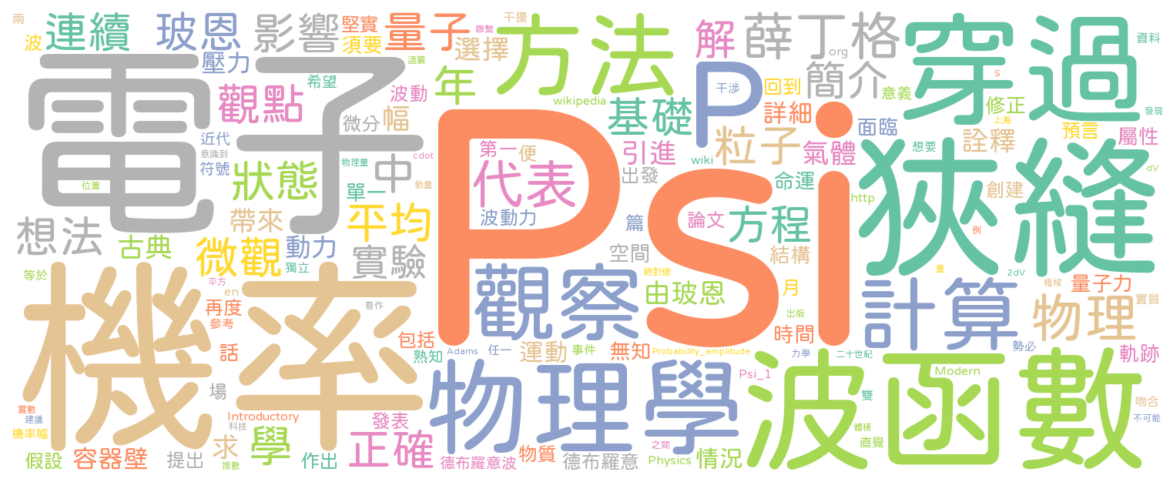 Psi
電子
機率
狹縫
穿過
波函數
物理學
觀察
計算
方法
P
代表
薛丁格
解
簡介
影響
量子
連續
玻恩
觀點
狀態
年
中
基礎
粒子
方程
物理
實驗
平均
微觀
想法
正確
學
求
引進
氣體
由玻恩
運動
無知
選擇
幅
動力
古典
帶來
壓力
堅實
須要
波
兩
干擾
聯繫
希望
波動
微分
近代
意識到
符號
位置
單一
物理量
cdot
動量
獨立
等於
平方
en
再度
參考
看作
話
包括
熟知
場
Introductory
發表
實數
建議
機率幅
科技
複數
假設
容器壁
提出
作出
德布羅意波
物質
德布羅意
之間
Physics
情況
Psi_1
Adams
任一
事件
Probability_amplitude
出版
力學
二十世紀
時間
月
結構
論文
空間
絕對值
篇
出發
波動力
第一
便
wikipedia
wiki
干涉
org
回到
詳細
意義
面臨
命運
http
修正
詮釋
想要
創建
預言
屬性
資料
發現
dV
s
2dV
量子力
實質
軌跡
勢必
Modern
雙
體積
直覺
吻合
不可能